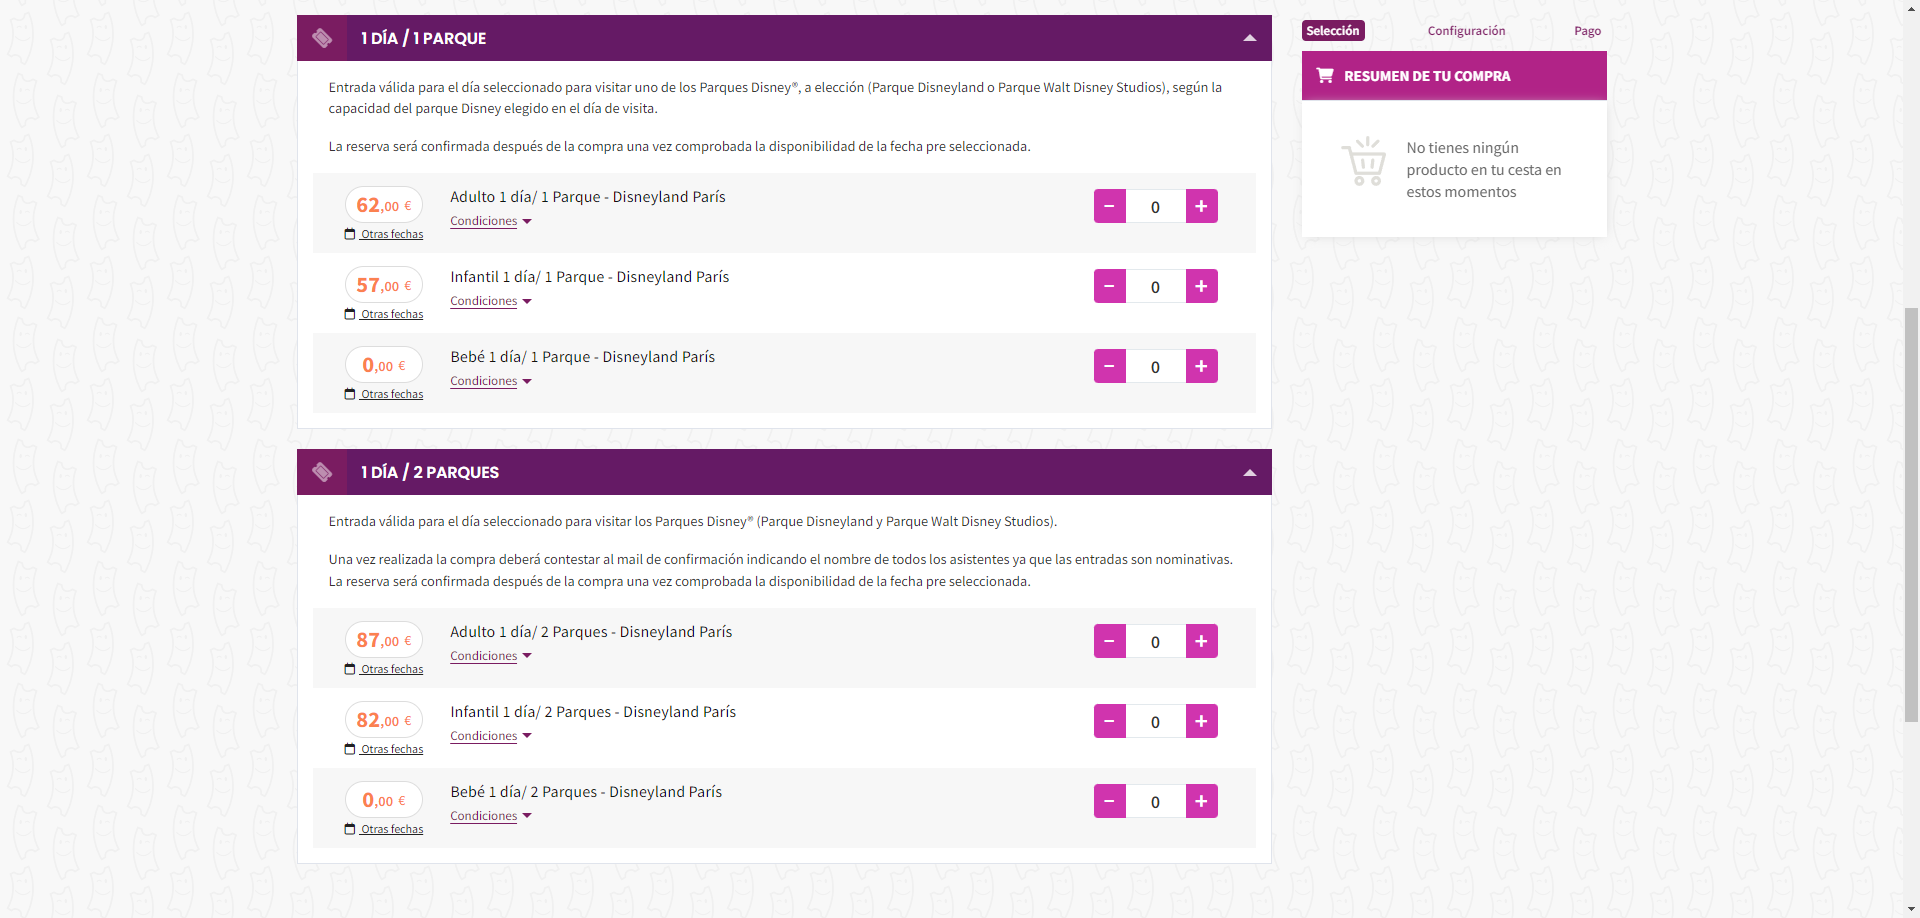 1 DÍA / 1 PARQUE
Entrada válida para el día seleccionado para visitar uno de los Parques Disney®, a elección (Parque Disneyland o Parque Walt Disney Studios), según la
capacidad del parque Disney elegido en el día de visita.
La reserva será confirmada después de la compra una vez comprobada la disponibilidad de la fecha pre seleccionada.
62,00 €
Otras fechas
Adulto 1 día/ 1 Parque - Disneyland París
Condiciones
− 0 +
57,00 €
Otras fechas
Infantil 1 día/ 1 Parque - Disneyland París
Condiciones
− 0 +
0,00 €
Otras fechas
Bebé 1 día/ 1 Parque - Disneyland París
Condiciones
− 0 +
1 DÍA / 2 PARQUES
Entrada válida para el día seleccionado para visitar los Parques Disney® (Parque Disneyland y Parque Walt Disney Studios).
Una vez realizada la compra deberá contestar al mail de confirmación indicando el nombre de todos los asistentes ya que las entradas son nominativas.
La reserva será confirmada después de la compra una vez comprobada la disponibilidad de la fecha pre seleccionada.
87,00 €
Otras fechas
Adulto 1 día/ 2 Parques - Disneyland París
Condiciones
− 0 +
82,00 €
Otras fechas
Infantil 1 día/ 2 Parques - Disneyland París
Condiciones
− 0 +
0,00 €
Otras fechas
Bebé 1 día/ 2 Parques - Disneyland París
Condiciones
− 0 +
Selección Configuración Pago
RESUMEN DE TU COMPRA
No tienes ningún
producto en tu cesta en
estos momentos